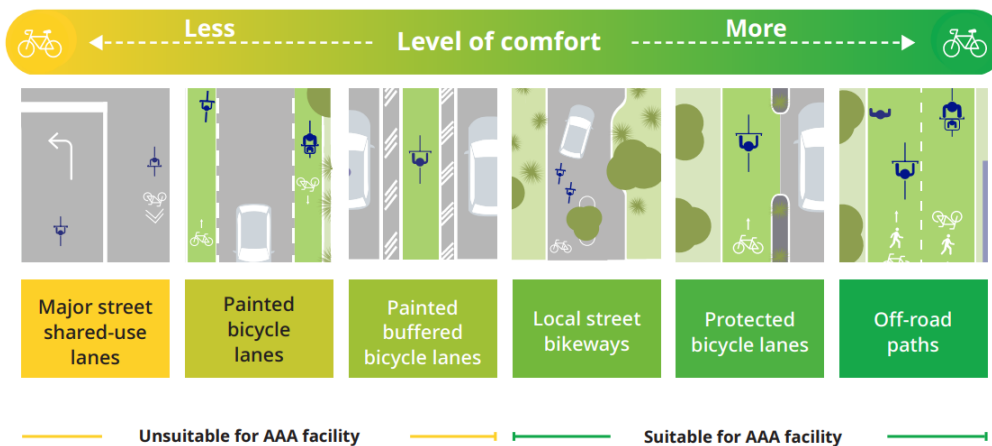 Less
Level of comfort
More
Major street
shared-use
lanes
Painted
bicycle
lanes
Painted
buffered
bicycle lanes
Local street
bikeways
Protected
bicycle lanes
Off-road
paths
Unsuitable for AAA facility
Suitable for AAA facility